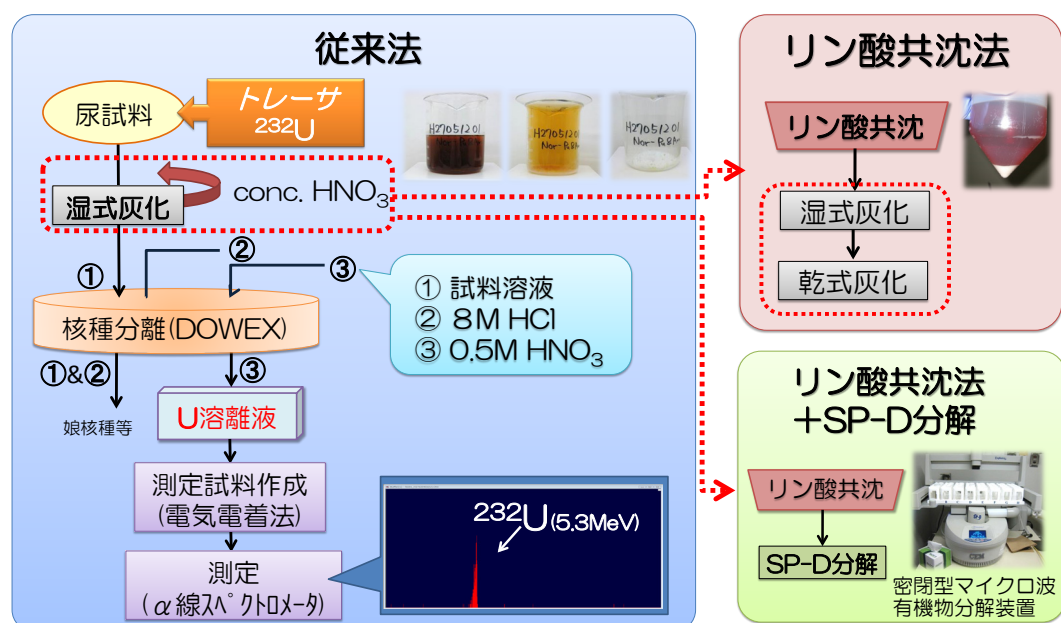 従来法
尿試料
トレーサ
²³²U
H27051201
Nor-P.8A
H27051201
H27051201
湿式灰化
conc. HNO₃
①
②
③
① 試料溶液
② 8M HCl
③ 0.5M HNO₃
核種分離(DOWEX)
①&②
③
娘核種等
U溶離液
測定試料作成
(電気電着法)
測定
(α線スペクトロメータ)
²³²U(5.3MeV)
リン酸共沈法
リン酸共沈
湿式灰化
乾式灰化
リン酸共沈法
＋SP-D分解
リン酸共沈
SP-D分解
CEM
密閉型マイクロ波
有機物分解装置